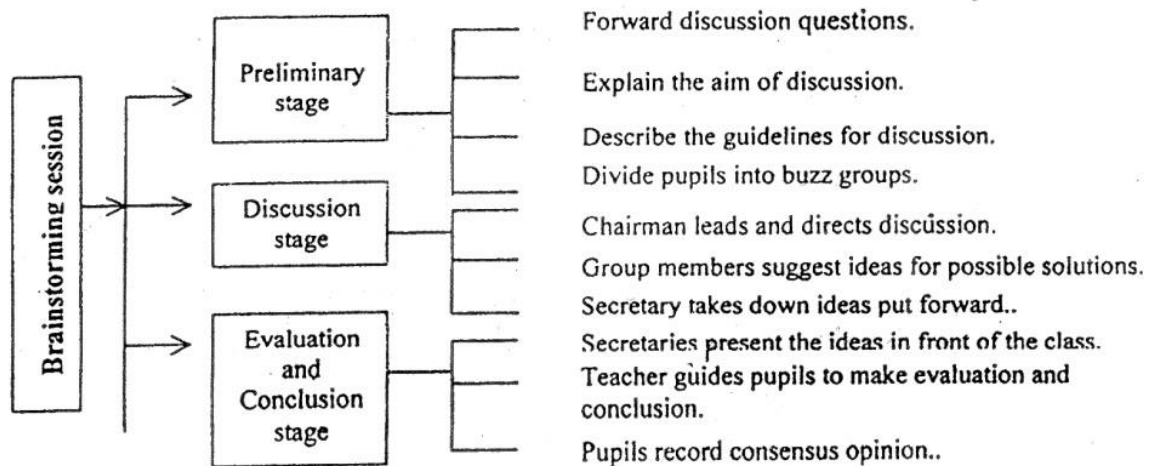 Brainstorming session
Preliminary
stage
Forward discussion questions.
Explain the aim of discussion.
Describe the guidelines for discussion.
Divide pupils into buzz groups.
Discussion
stage
Chairman leads and directs discussion.
Group members suggest ideas for possible solutions.
Secretary takes down ideas put forward..
Evaluation
and
Conclusion
stage
Secretaries present the ideas in front of the class.
Teacher guides pupils to make evaluation and
conclusion.
Pupils record consensus opinion..